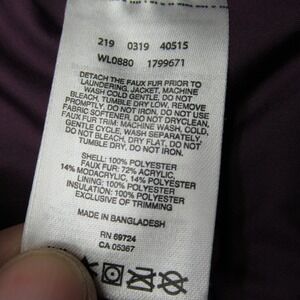 219 0319 40515
WL0880 1799671
DETACH THE FAUX FUR PRIOR TO
LAUNDERING, JACKET, MACHINE
WASH COLD GENTLE, DO NOT
BLEACH, TUMBLE DRY LOW, REMOVE
PROMPTLY. DO NOT IRON, DO NOT USE
FABRIC SOFTENER, DO NOT DRYCLEAN,
FAUX FUR TRIM: MACHINE WASH, COLD,
GENTLE CYCLE, WASH SEPARATELY,
DO NOT BLEACH, DRY FLAT, DO NOT
TUMBLE DRY. DO NOT IRON.
SHELL: 100% POLYESTER
FAUX FUR: 72% ACRYLIC,
14% MODACRYLIC, 14% POLYESTER
LINING: 100% POLYESTER
INSULATION: 100% POLYESTER
EXCLUSIVE OF TRIMMING
MADE IN BANGLADESH
RN 69724
CA 05367